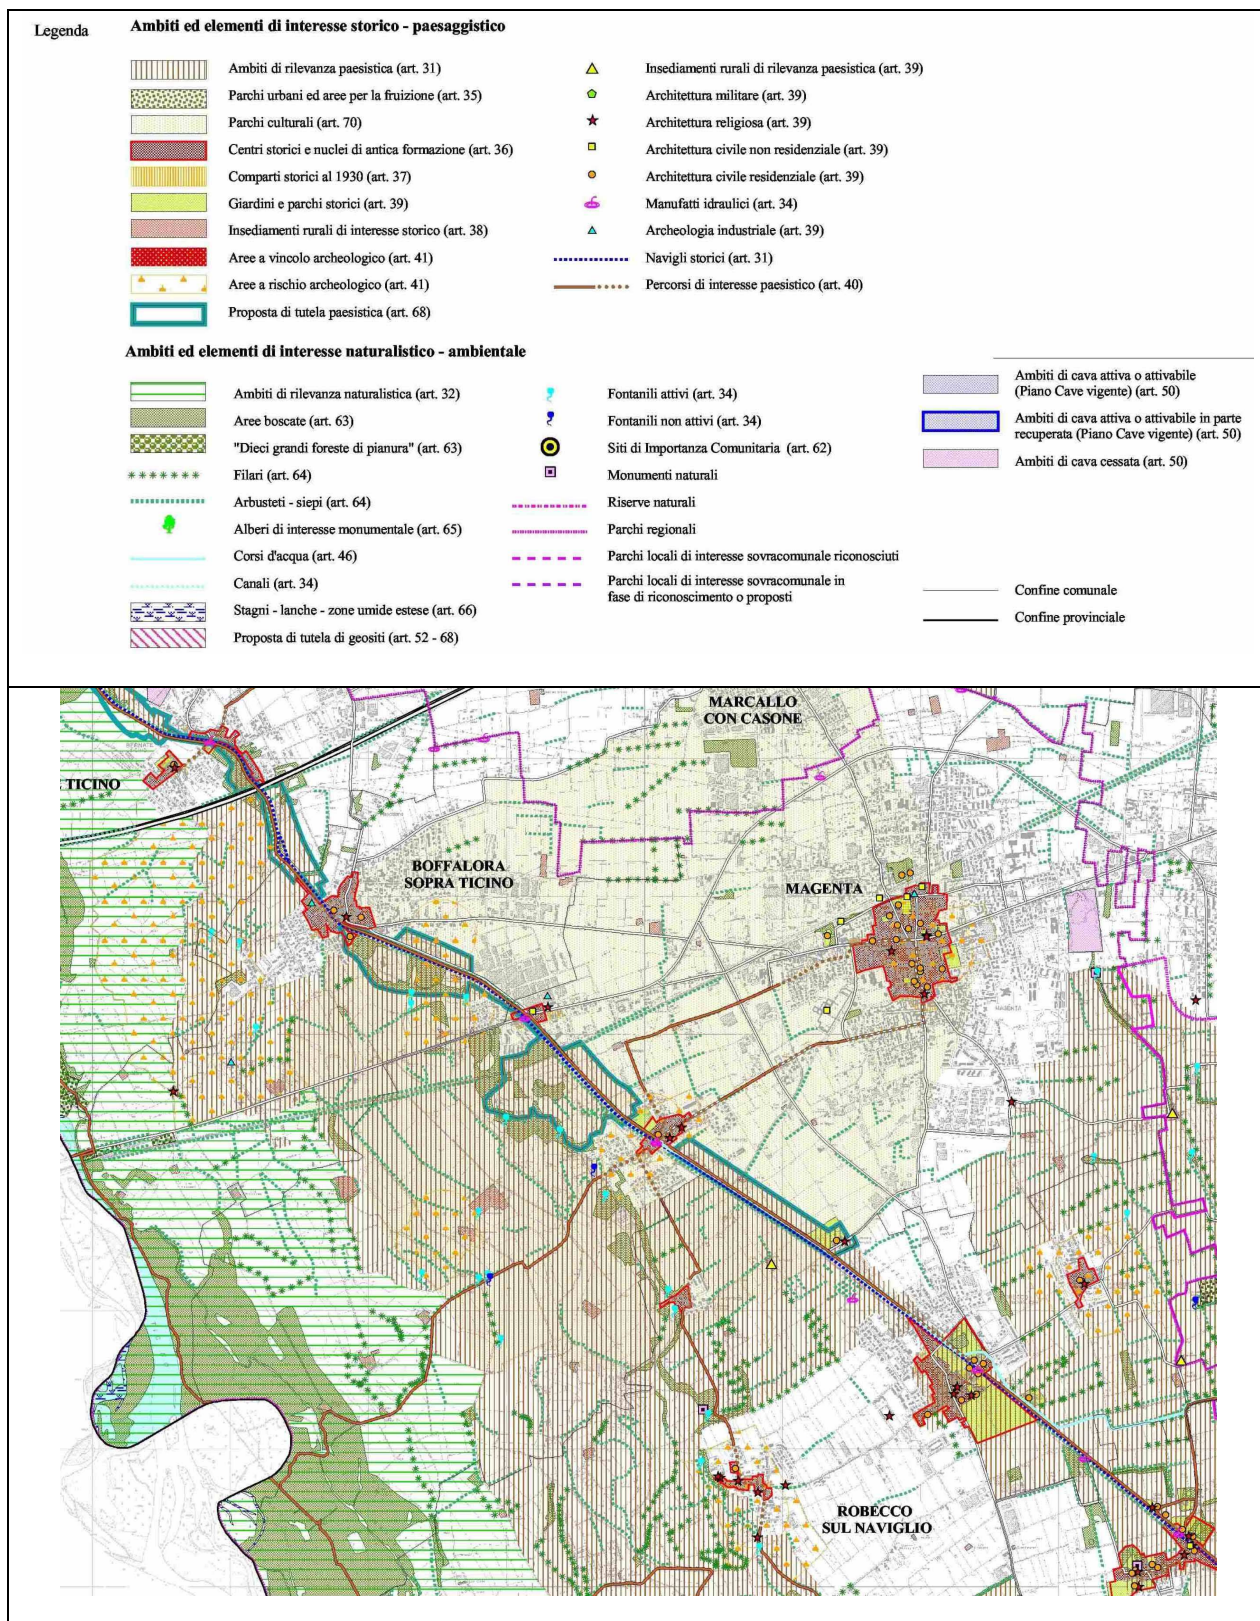 Legenda
Ambiti ed elementi di interesse storico - paesaggistico
Ambiti di rilevanza paesistica (art. 31)
Parchi urbani ed aree per la fruizione (art. 35)
Parchi culturali (art. 70)
Centri storici e nuclei di antica formazione (art. 36)
Comparti storici al 1930 (art. 37)
Giardini e parchi storici (art. 39)
Insediamenti rurali di interesse storico (art. 38)
Aree a vincolo archeologico (art. 41)
Aree a rischio archeologico (art. 41)
Proposta di tutela paesistica (art. 68)
Insediamenti rurali di rilevanza paesistica (art. 39)
Architettura militare (art. 39)
Architettura religiosa (art. 39)
Architettura civile non residenziale (art. 39)
Architettura civile residenziale (art. 39)
Manufatti idraulici (art. 34)
Archeologia industriale (art. 39)
Navigli storici (art. 31)
Percorsi di interesse paesistico (art. 40)
Ambiti ed elementi di interesse naturalistico - ambientale
Ambiti di rilevanza naturalistica (art. 32)
Aree boscate (art. 63)
"Dieci grandi foreste di pianura" (art. 63)
Filari (art. 64)
Arbusteti - siepi (art. 64)
Alberi di interesse monumentale (art. 65)
Corsi d'acqua (art. 46)
Canali (art. 34)
Stagni - lanche - zone umide estese (art. 66)
Proposta di tutela di geositi (art. 52 - 68)
Fontanili attivi (art. 34)
Fontanili non attivi (art. 34)
Siti di Importanza Comunitaria (art. 62)
Monumenti naturali
Riserve naturali
Parchi regionali
Parchi locali di interesse sovracomunale riconosciuti
Parchi locali di interesse sovracomunale in
fase di riconoscimento o proposti
Ambiti di cava attiva o attivabile
(Piano Cave vigente) (art. 50)
Ambiti di cava attiva o attivabile in parte
recuperata (Piano Cave vigente) (art. 50)
Ambiti di cava cessata (art. 50)
Confine comunale
Confine provinciale
MARCALLO
CON CASONE
TICINO
BOFFALORA
SOPRA TICINO
MAGENTA
ROBECCO
SUL NAVIGLIO